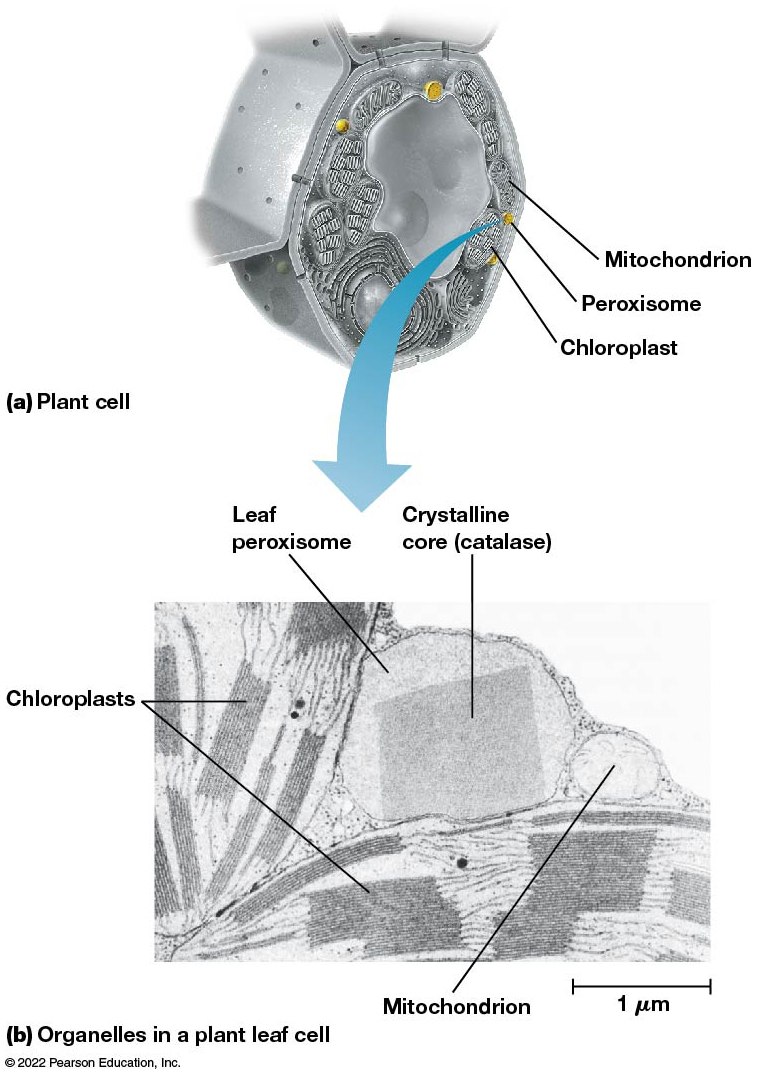 Mitochondrion
Peroxisome
Chloroplast
(a) Plant cell
Leaf
peroxisome
Crystalline
core (catalase)
Chloroplasts
Mitochondrion
1 μm
(b) Organelles in a plant leaf cell
© 2022 Pearson Education, Inc.